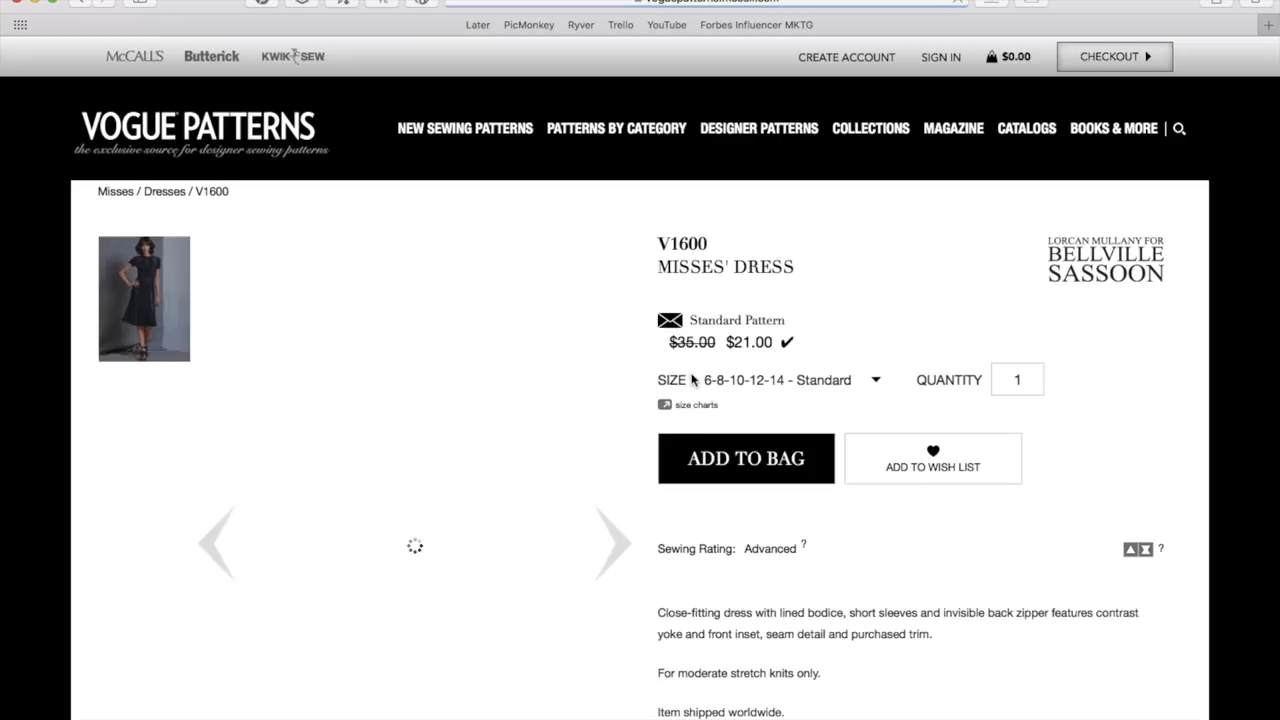 Later PicMonkey Ryver Trello YouTube Forbes Influencer MKTG
McCALL'S Butterick KWIK SEW CREATE ACCOUNT SIGN IN $0.00 CHECKOUT
VOGUE PATTERNS
the exclusive source for designer sewing patterns
NEW SEWING PATTERNS PATTERNS BY CATEGORY DESIGNER PATTERNS COLLECTIONS MAGAZINE CATALOGS BOOKS & MORE
Misses / Dresses / V1600
V1600
MISSES' DRESS
LORCAN MULLANY FOR
BELLVILLE
SASSOON
Standard Pattern
$35.00 $21.00
SIZE 6-8-10-12-14 - Standard QUANTITY 1
size charts
ADD TO BAG
ADD TO WISH LIST
Sewing Rating: Advanced ? ?
Close-fitting dress with lined bodice, short sleeves and invisible back zipper features contrast
yoke and front inset, seam detail and purchased trim.
For moderate stretch knits only.
Item shipped worldwide.